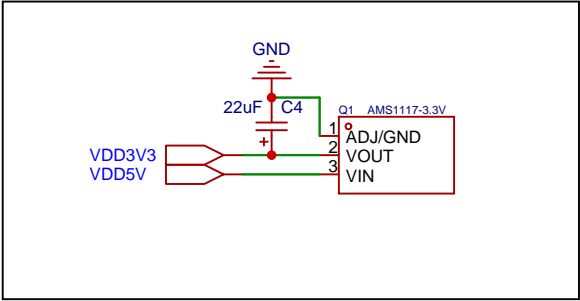 GND
22uF C4
Q1 AMS1117-3.3V
1 ADJ/GND
VDD3V3 2 VOUT
VDD5V 3 VIN